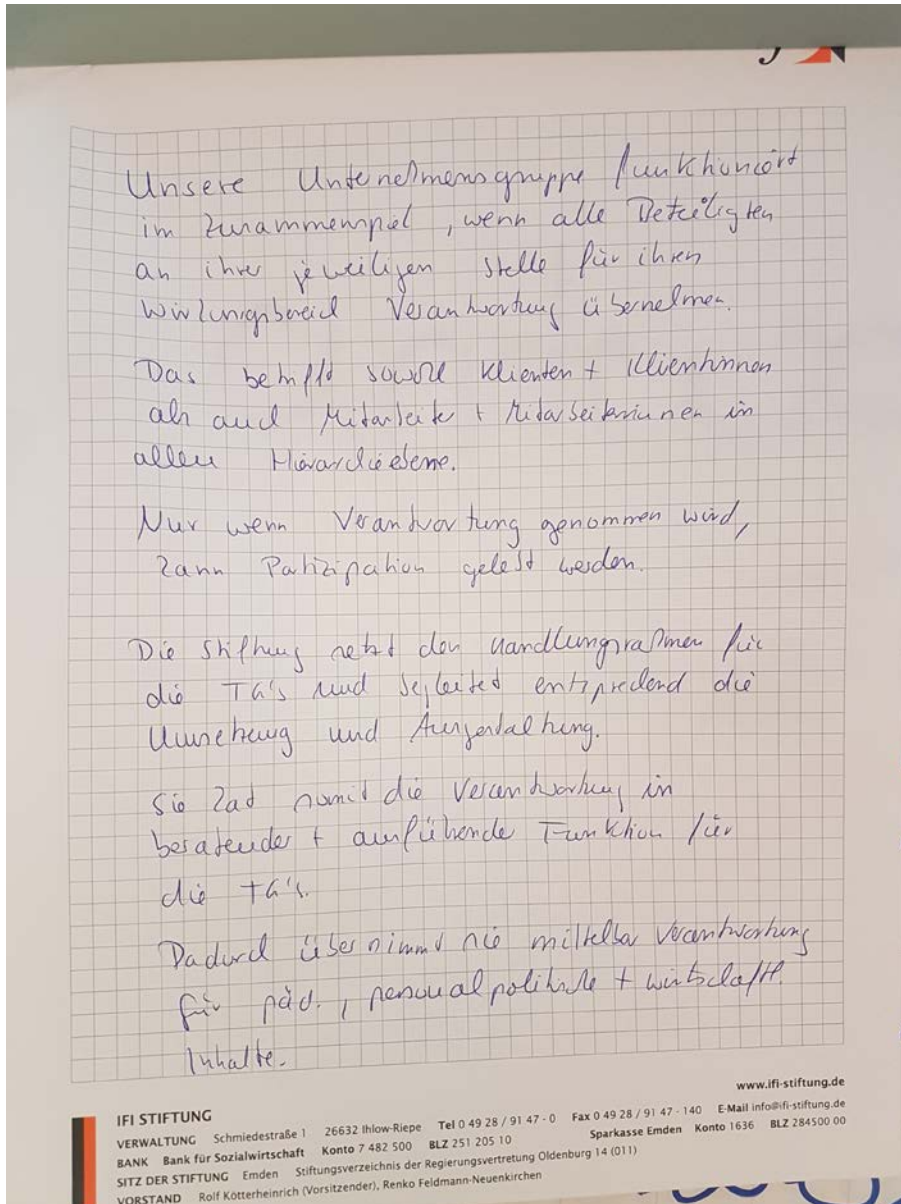 Unsere Unternehmensgruppe funktioniert
im Zusammenspiel, wenn alle Beteiligten
an ihrer jeweiligen Stelle für ihren
Wirkungsbereich Verantwortung übernehmen.
Das betrifft sowohl Klienten + Klientinnen
als auch Mitarbeiter + Mitarbeiterinnen in
allen Hierarchieebene.
Nur wenn Verantwortung genommen wird,
kann Partizipation gelebt werden.
Die Stiftung setzt den Handlungsrahmen für
die TG's und begleitet entsprechend die
Umsetzung und Ausgestaltung.
Sie hat somit die Verantwortung in
beratender + ausführende Funktion für
die TG's.
Dadurch übernimmt sie mittelbar Verantwortung
für päd., personalpolitische + wirtschaftl.
Inhalte.
www.ifi-stiftung.de
IFI STIFTUNG
VERWALTUNG Schmiedestraße 1 26632 Ihlow-Riepe Tel 0 49 28 / 91 47 - 0 Fax 0 49 28 / 91 47 - 140 E-Mail info@ifi-stiftung.de
BANK Bank für Sozialwirtschaft Konto 7 482 500 BLZ 251 205 10 Sparkasse Emden Konto 1636 BLZ 284500 00
SITZ DER STIFTUNG Emden Stiftungsverzeichnis der Regierungsvertretung Oldenburg 14 (011)
VORSTAND Rolf Kötterheinrich (Vorsitzender), Renko Feldmann-Neuenkirchen